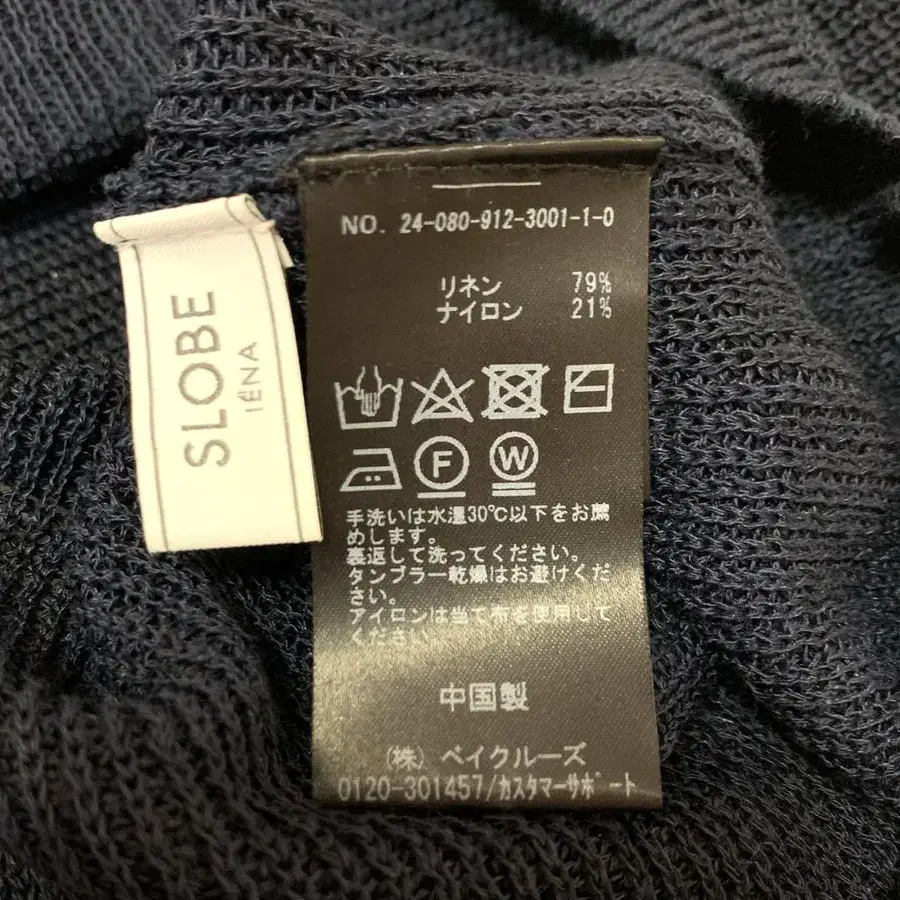 SLOBE
IÉNA
NO. 24-080-912-3001-1-0
リネン 79%
ナイロン 21%
F W
手洗いは水温30℃以下をお薦
めします。
裏返して洗ってください。
タンブラー乾燥はお避けくだ
さい。
アイロンは当て布を使用して
ください。
中国製
(株) ベイクルーズ
0120-301457/カスタマーサポート